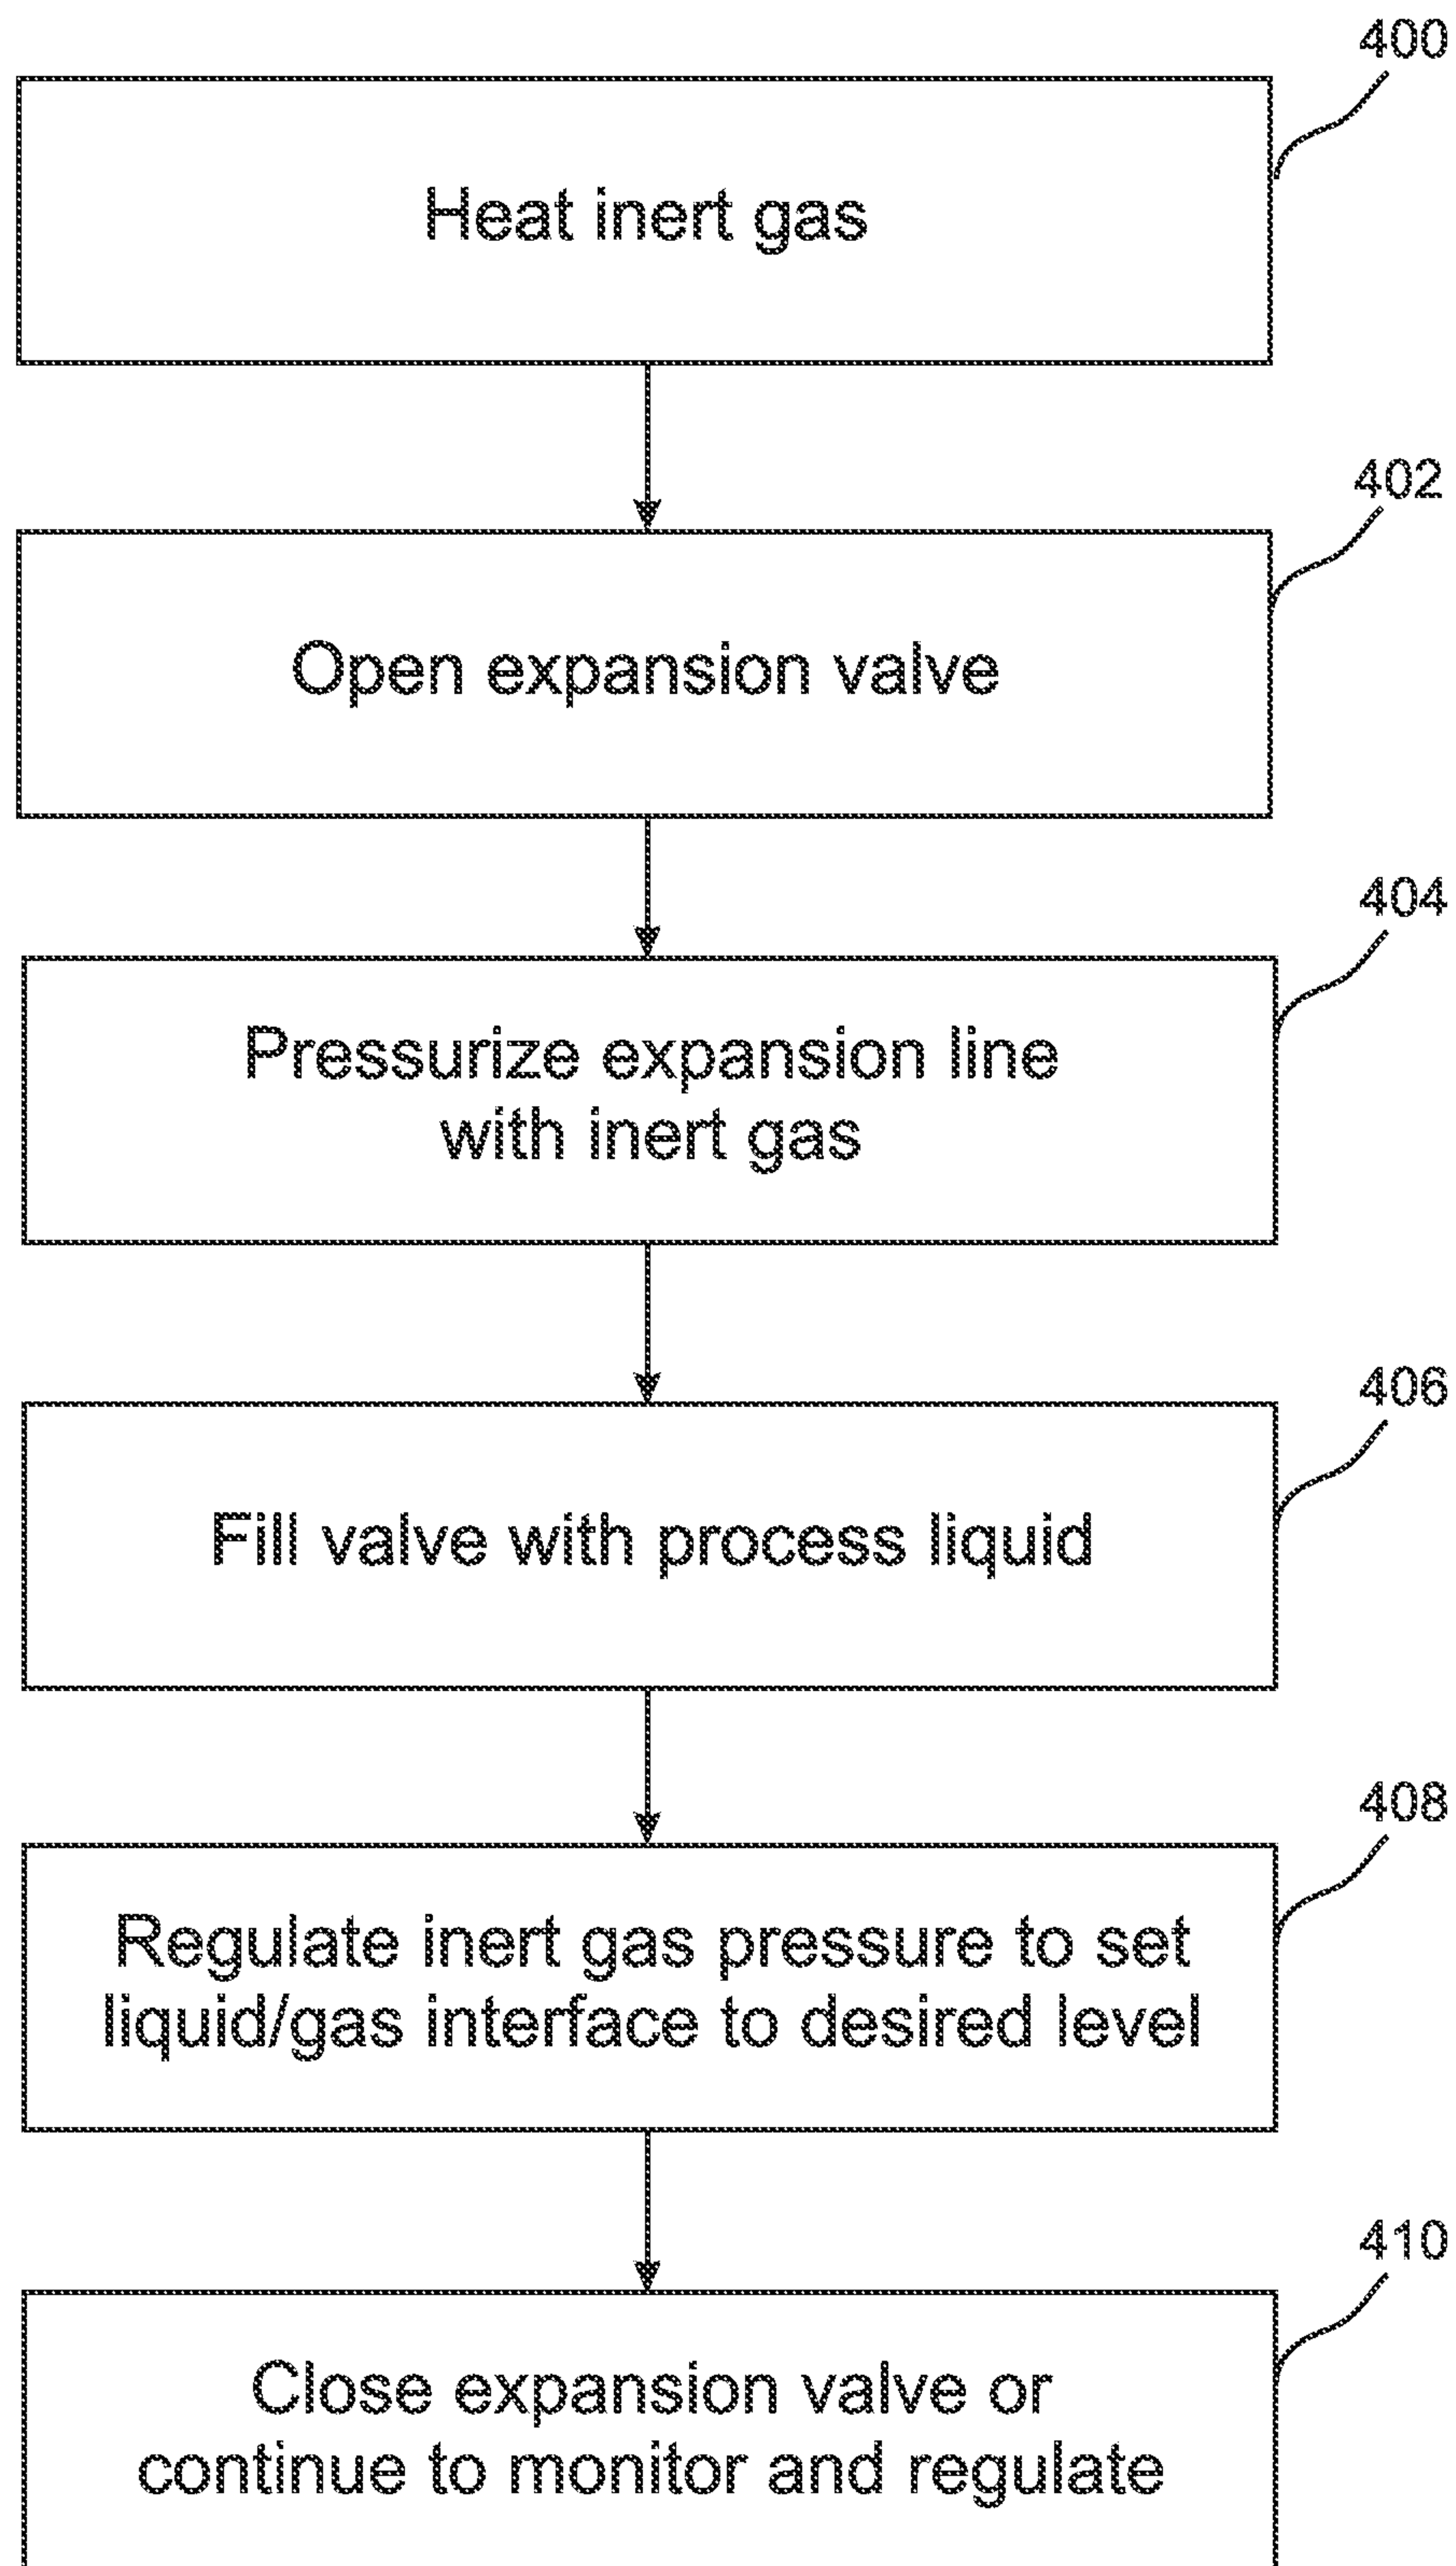 400
Heat inert gas
402
Open expansion valve
404
Pressurize expansion line
with inert gas
406
Fill valve with process liquid
408
Regulate inert gas pressure to set
liquid/gas interface to desired level
410
Close expansion valve or
continue to monitor and regulate